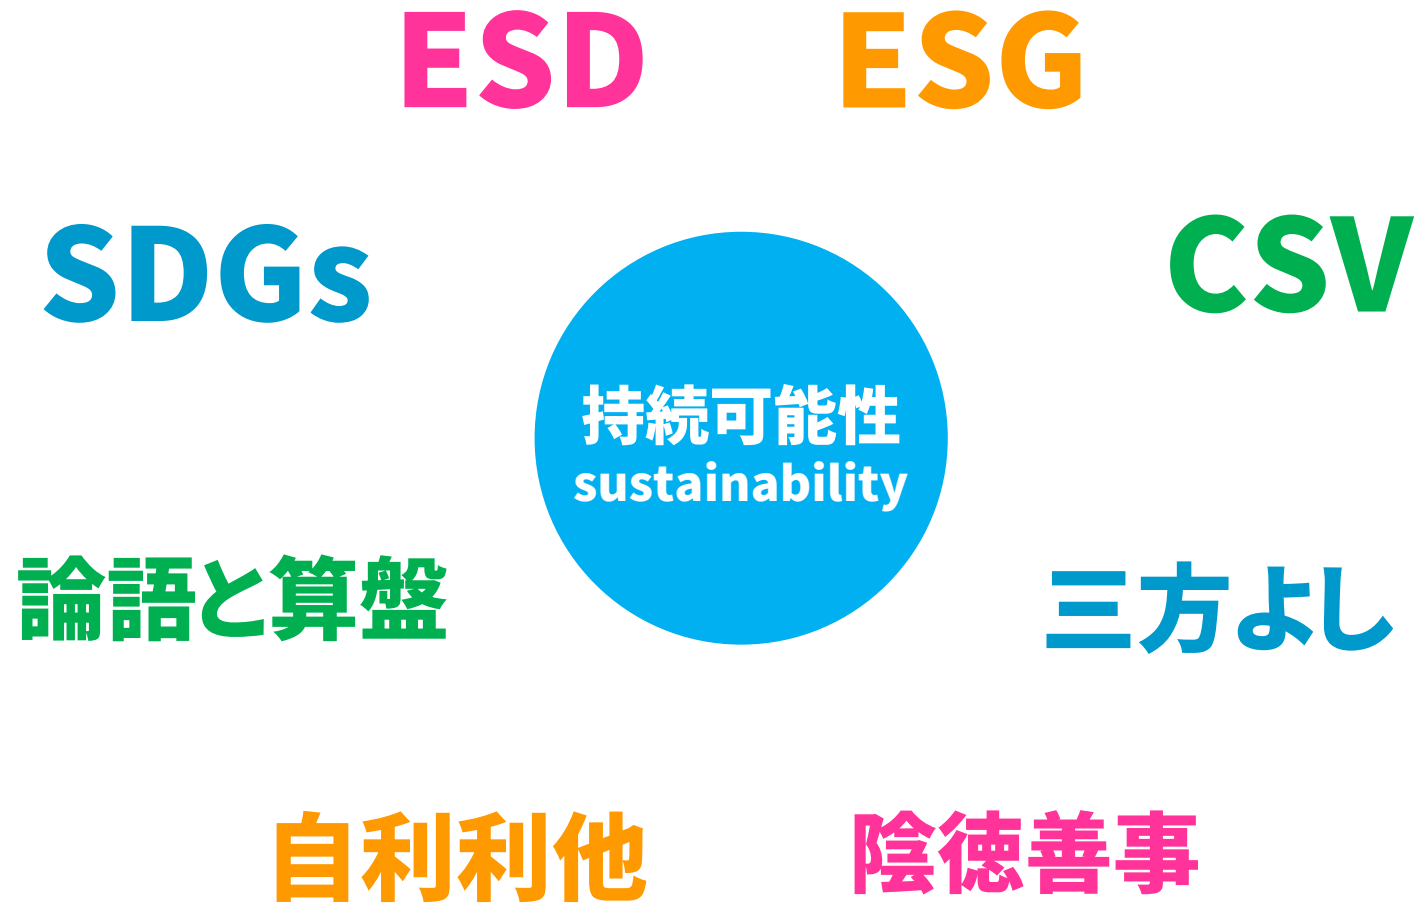 ESD
ESG
SDGs
CSV
持続可能性
sustainability
論語と算盤
三方よし
自利利他
陰徳善事